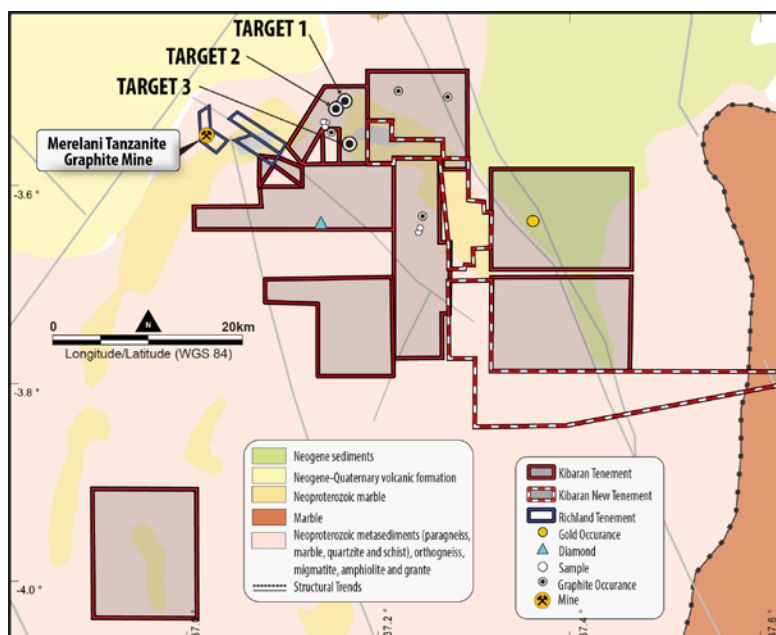 TARGET 1
TARGET 2
TARGET 3
Merelani Tanzanite
Graphite Mine
-3.6 °
N
0
20km
Longitude/Latitude (WGS 84)
-3.8 °
Neogene sediments
Neogene-Quaternary volcanic formation
Neoproterozoic marble
Marble
Neoproterozoic metasediments (paragneiss,
marble, quartzite and schist), orthogneiss,
migmatite, amphiolite and grante
Structural Trends
Kibaran Tenement
Kibaran New Tenement
Richland Tenement
Gold Occurance
Diamond
Sample
Graphite Occurance
Mine
-4.0 °
37.2 °
37.4 °